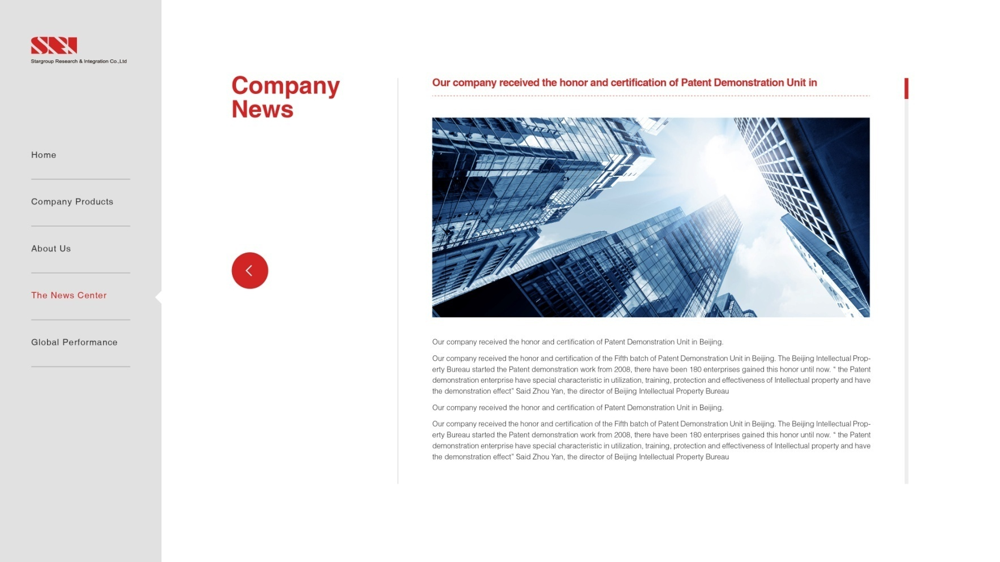 SRI
Stargroup Research & Integration Co.,Ltd
Home
Company Products
About Us
The News Center
Global Performance
Company
News
Our company received the honor and certification of Patent Demonstration Unit in
Our company received the honor and certification of Patent Demonstration Unit in Beijing.
Our company received the honor and certification of the Fifth batch of Patent Demonstration Unit in Beijing. The Beijing Intellectual Prop-
erty Bureau started the Patent demonstration work from 2008, there have been 180 enterprises gained this honor until now. “ the Patent
demonstration enterprise have special characteristic in utilization, training, protection and effectiveness of Intellectual property and have
the demonstration effect” Said Zhou Yan, the director of Beijing Intellectual Property Bureau
Our company received the honor and certification of Patent Demonstration Unit in Beijing.
Our company received the honor and certification of the Fifth batch of Patent Demonstration Unit in Beijing. The Beijing Intellectual Prop-
erty Bureau started the Patent demonstration work from 2008, there have been 180 enterprises gained this honor until now. “ the Patent
demonstration enterprise have special characteristic in utilization, training, protection and effectiveness of Intellectual property and have
the demonstration effect” Said Zhou Yan, the director of Beijing Intellectual Property Bureau